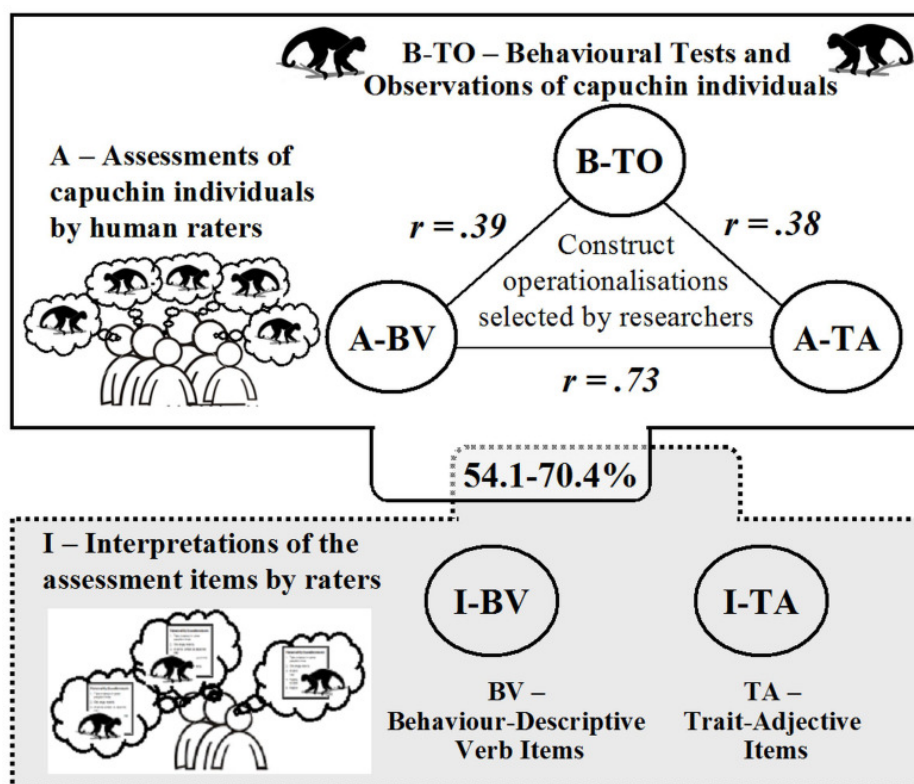 B-TO – Behavioural Tests and
Observations of capuchin individuals
A – Assessments of
capuchin individuals
by human raters
B-TO
r = .39
r = .38
Construct
operationalisations
selected by researchers
A-BV
A-TA
r = .73
54.1-70.4%
I – Interpretations of the
assessment items by raters
I-BV
I-TA
BV –
Behaviour-Descriptive
Verb Items
TA –
Trait-Adjective
Items